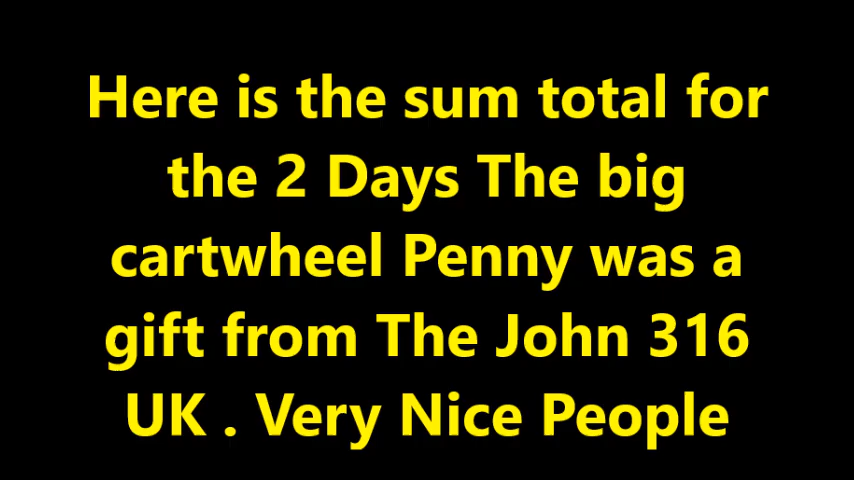 Here is the sum total for
the 2 Days The big
cartwheel Penny was a
gift from The John 316
UK . Very Nice People